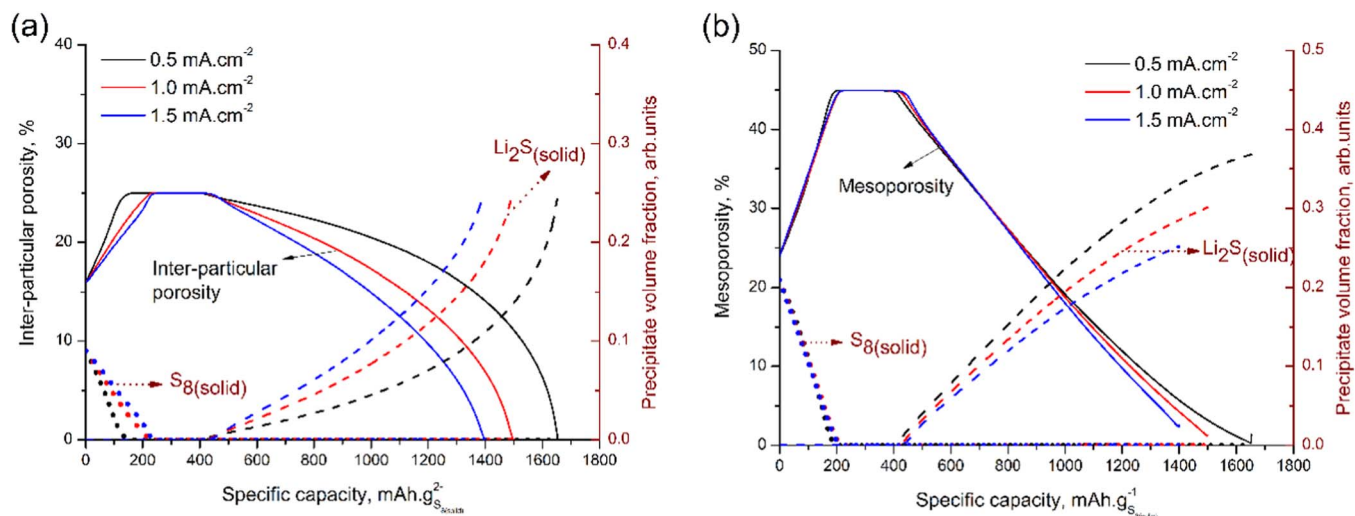 (a)
0.5 mA.cm⁻²
1.0 mA.cm⁻²
1.5 mA.cm⁻²
Li₂S(solid)
Inter-particular
porosity
S₈(solid)
Inter-particular porosity, %
40
30
20
10
0
Precipitate volume fraction, arb.units
0.4
0.3
0.2
0.1
0.0
0 200 400 600 800 1000 1200 1400 1600 1800
Specific capacity, mAh.g²⁻S
(b)
0.5 mA.cm⁻²
1.0 mA.cm⁻²
1.5 mA.cm⁻²
Mesoporosity
Li₂S(solid)
S₈(solid)
Mesoporosity, %
50
40
30
20
10
0
Precipitate volume fraction, arb.units
0.5
0.4
0.3
0.2
0.1
0.0
0 200 400 600 800 1000 1200 1400 1600 1800
Specific capacity, mAh.g⁻¹S